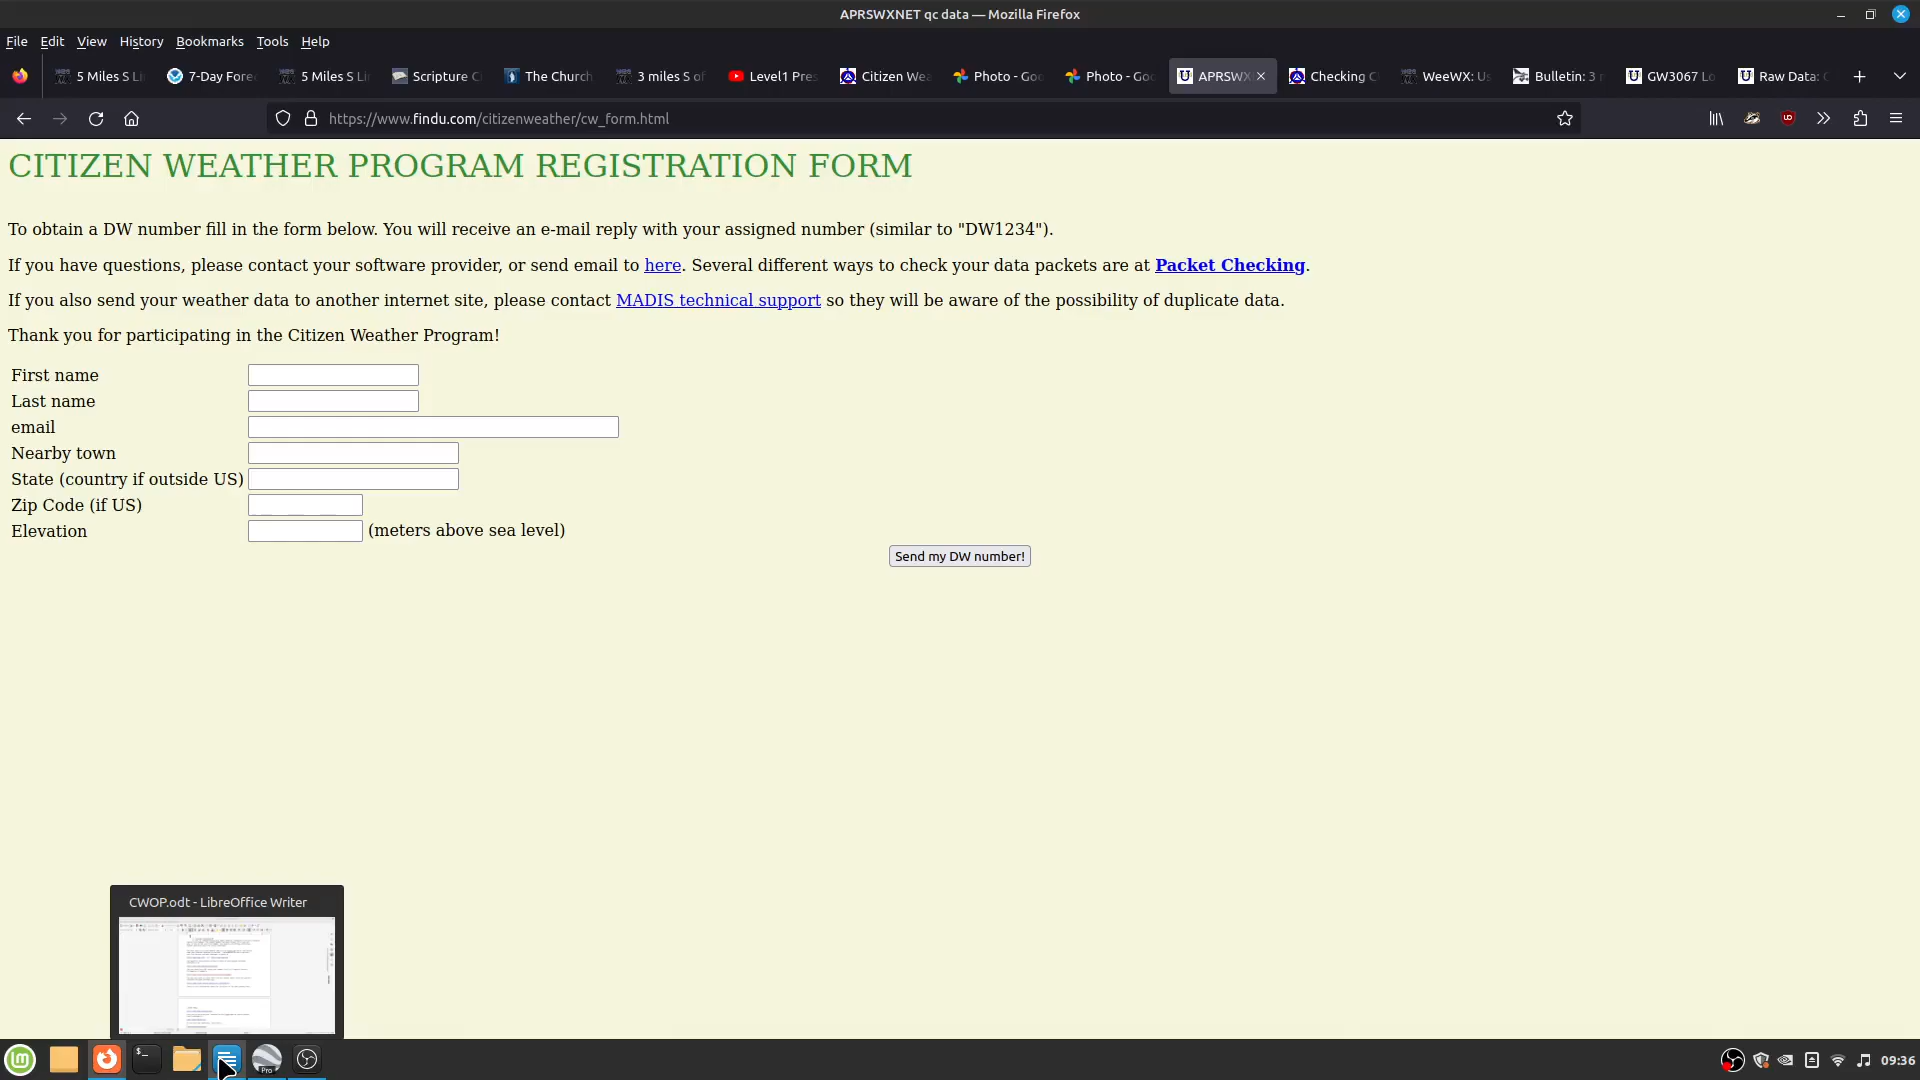 APRSWXNET qc data — Mozilla Firefox
File Edit View History Bookmarks Tools Help
5 Miles S Li 7-Day Fore 5 Miles S Li Scripture C The Church 3 miles S of Level1 Pres Citizen Wea Photo - Goo Photo - Goo APRSWX Checking C WeeWX: Us Bulletin: 3 GW3067 Lo Raw Data:
https://www.findu.com/citizenweather/cw_form.html
CITIZEN WEATHER PROGRAM REGISTRATION FORM
To obtain a DW number fill in the form below. You will receive an e-mail reply with your assigned number (similar to "DW1234").
If you have questions, please contact your software provider, or send email to here. Several different ways to check your data packets are at Packet Checking.
If you also send your weather data to another internet site, please contact MADIS technical support so they will be aware of the possibility of duplicate data.
Thank you for participating in the Citizen Weather Program!
First name
Last name
email
Nearby town
State (country if outside US)
Zip Code (if US)
Elevation (meters above sea level)
Send my DW number!
CWOP.odt - LibreOffice Writer
Pro
09:36